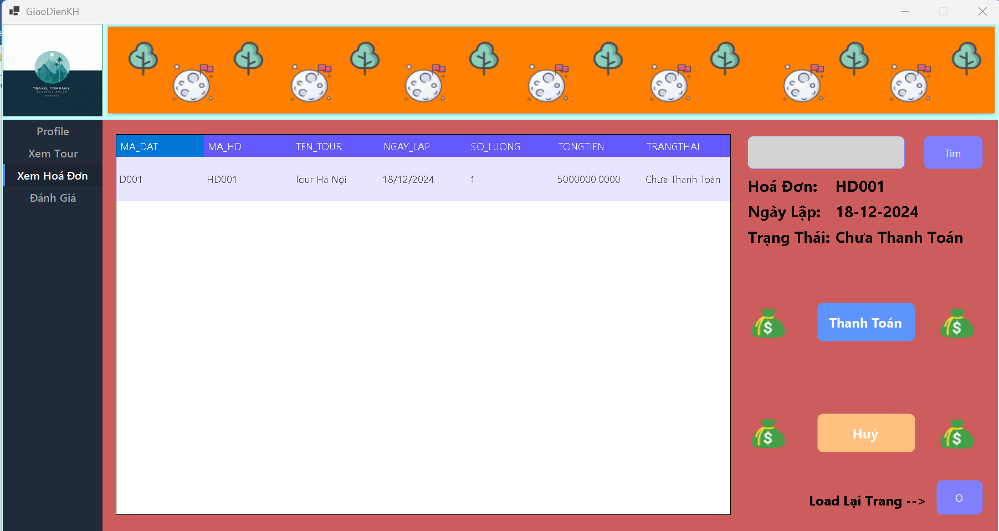 GiaoDienKH
TRAVEL COMPANY
Profile
Xem Tour
Xem Hoá Đơn
Đánh Giá
MA_DAT MA_HD TEN_TOUR NGAY_LAP SO_LUONG TONGTIEN TRANGTHAI
D001 HD001 Tour Hà Nội 18/12/2024 1 5000000.0000 Chưa Thanh Toán
Tìm
Hoá Đơn: HD001
Ngày Lập: 18-12-2024
Trạng Thái: Chưa Thanh Toán
Thanh Toán
Huỷ
Load Lại Trang --> O